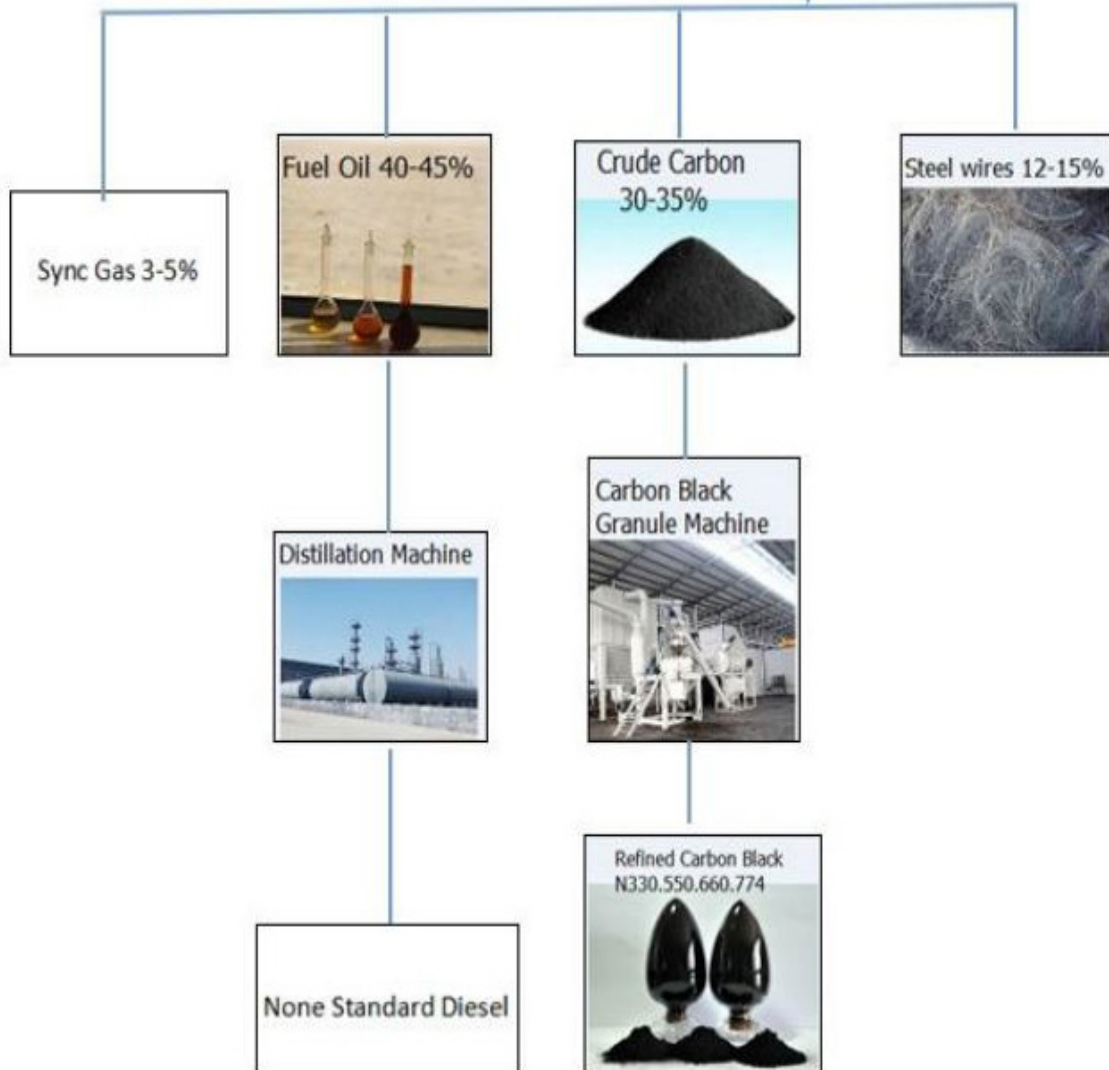 Fuel Oil 40-45%
Crude Carbon
30-35%
Steel wires 12-15%
Sync Gas 3-5%
Carbon Black
Granule Machine
Distillation Machine
Refined Carbon Black
N330.550.660.774
None Standard Diesel